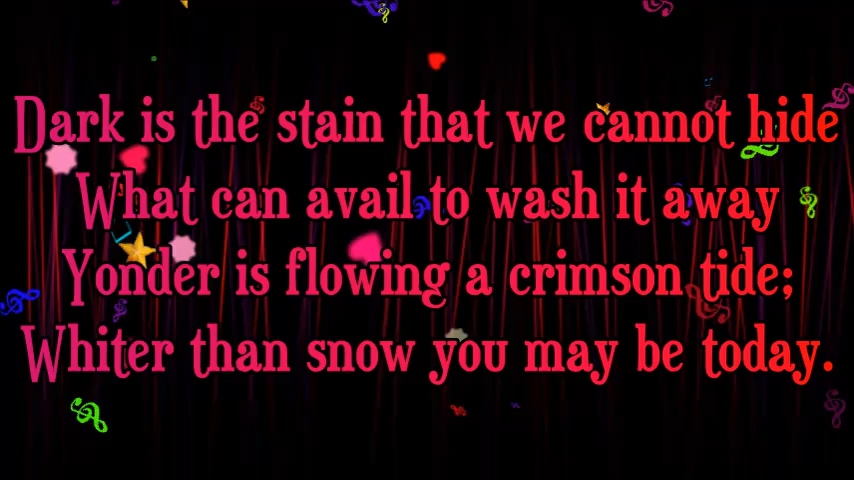 Dark is the stain that we cannot hide
What can avail to wash it away
Yonder is flowing a crimson tide;
Whiter than snow you may be today.